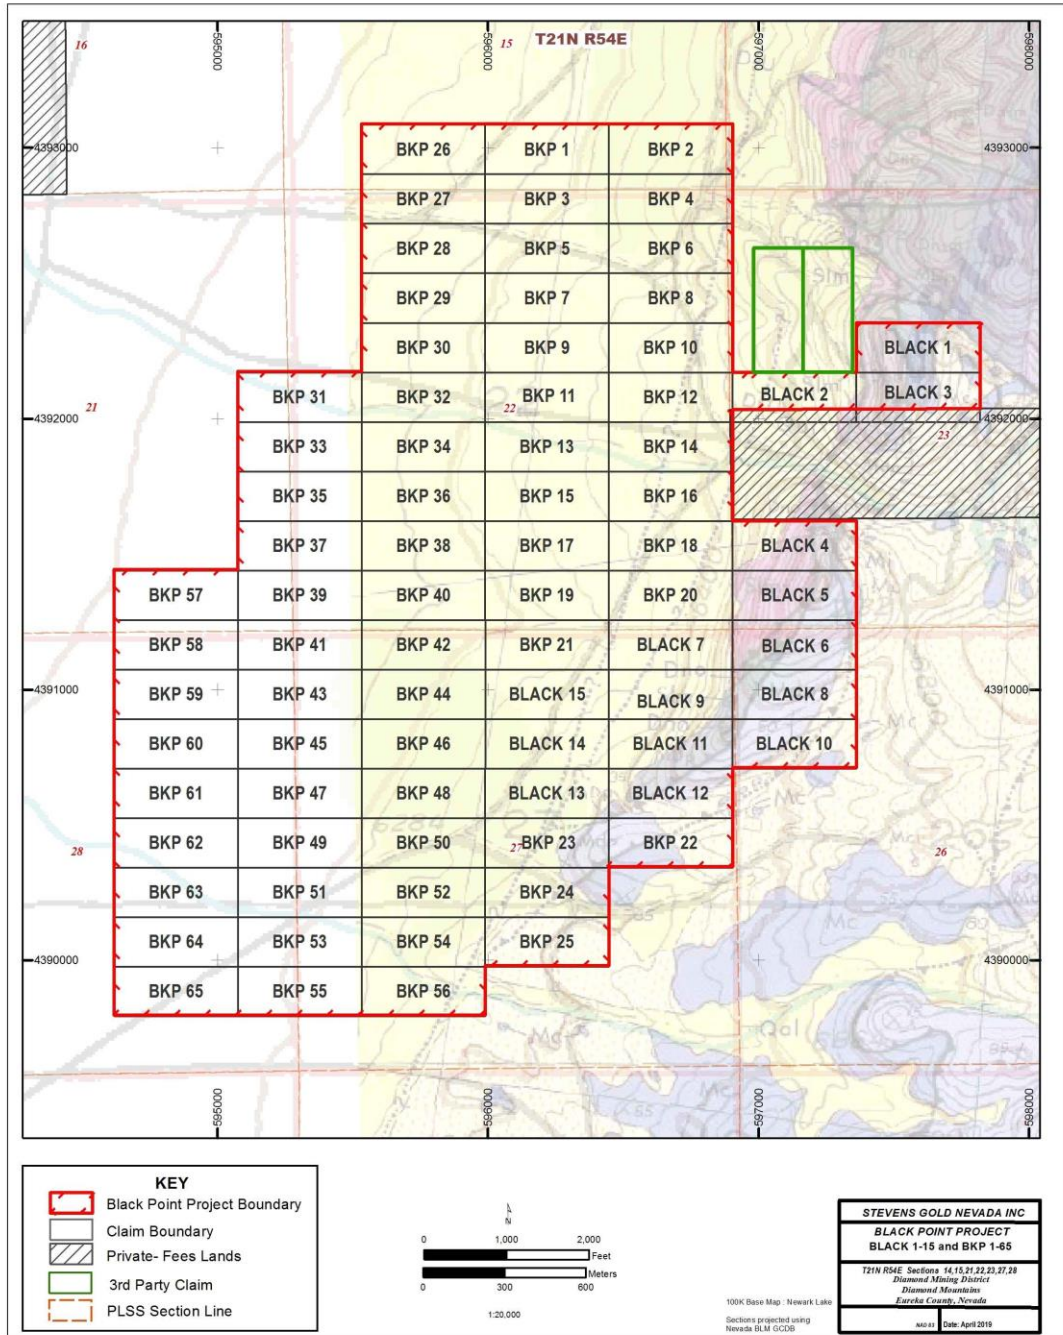 16
595000
15
596000
T21N R54E
597000
598000
4393000
BKP 26
BKP 1
BKP 2
4393000
BKP 27
BKP 3
BKP 4
BKP 28
BKP 5
BKP 6
Slm
BKP 29
BKP 7
BKP 8
BKP 30
BKP 9
BKP 10
BLACK 1
BKP 31
BKP 32
BKP 11
BKP 12
BLACK 2
BLACK 3
21
22
4392000
4392000
23
BKP 33
BKP 34
BKP 13
BKP 14
BKP 35
BKP 36
BKP 15
BKP 16
BKP 37
BKP 38
BKP 17
BKP 18
BLACK 4
BKP 57
BKP 39
BKP 40
BKP 19
BKP 20
BLACK 5
BKP 58
BKP 41
BKP 42
BKP 21
BLACK 7
BLACK 6
4391000
BKP 59
BKP 43
BKP 44
BLACK 15
BLACK 9
BLACK 8
4391000
BKP 60
BKP 45
BKP 46
BLACK 14
BLACK 11
BLACK 10
Mc
BKP 61
BKP 47
BKP 48
BLACK 13
BLACK 12
Mc
28
BKP 62
BKP 49
BKP 50
6284
27
BKP 23
BKP 22
26
BKP 63
BKP 51
BKP 52
BKP 24
Mc
BKP 64
BKP 53
BKP 54
BKP 25
4390000
4390000
BKP 65
BKP 55
BKP 56
Qal
Mc
595000
596000
597000
598000
KEY
Black Point Project Boundary
Claim Boundary
Private- Fees Lands
3rd Party Claim
PLSS Section Line
N
0 1,000 2,000
Feet
Meters
0 300 600
1:20,000
100K Base Map : Newark Lake
Sections projected using
Nevada BLM GCDB
STEVENS GOLD NEVADA INC
BLACK POINT PROJECT
BLACK 1-15 and BKP 1-65
T21N R54E Sections 14,15,21,22,23,27,28
Diamond Mining District
Diamond Mountains
Eureka County, Nevada
NAD 83 Date: April 2019